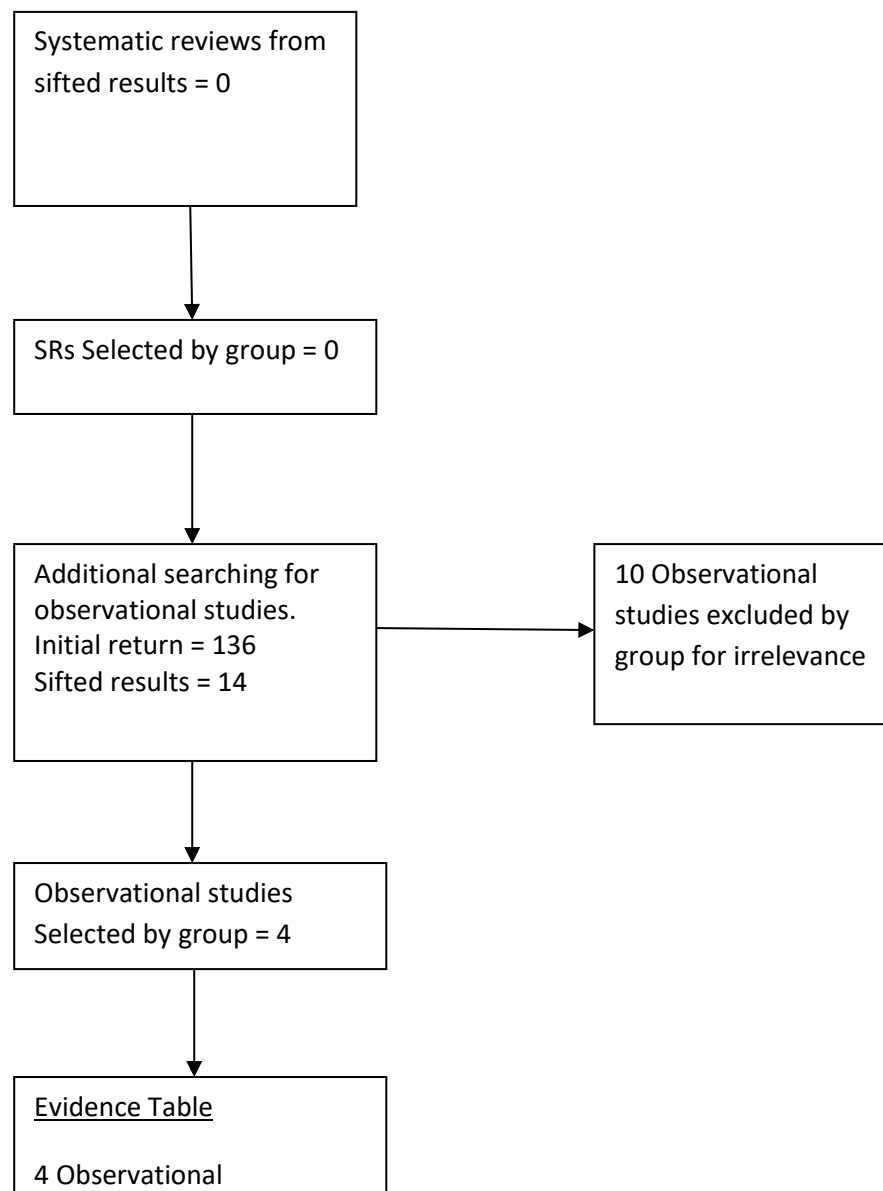 Systematic reviews from
sifted results = 0
SRs Selected by group = 0
Additional searching for
observational studies.
Initial return = 136
Sifted results = 14
10 Observational
studies excluded by
group for irrelevance
Observational studies
Selected by group = 4
Evidence Table
4 Observational